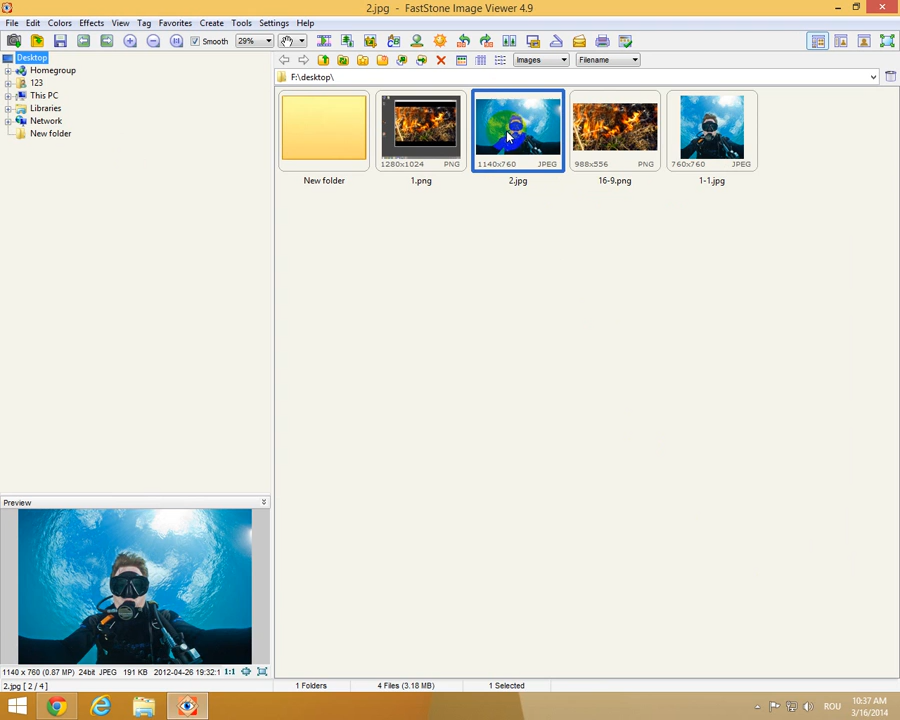 2.jpg - FastStone Image Viewer 4.9
File Edit Colors Effects View Tag Favorites Create Tools Settings Help
Smooth 29%
Images Filename
Desktop
F:\desktop\
Homegroup
123
This PC
Libraries
Network
New folder
1280x1024 PNG
1140x760 JPEG
988x556 PNG
760x760 JPEG
New folder
1.png
2.jpg
16-9.png
1-1.jpg
Preview
1140 x 760 (0.87 MP) 24bit JPEG 191 KB 2012-04-26 19:32:1 1:1
2.jpg [ 2 / 4 ]
1 Folders
4 Files (3.18 MB)
1 Selected
ROU
10:37 AM
3/16/2014